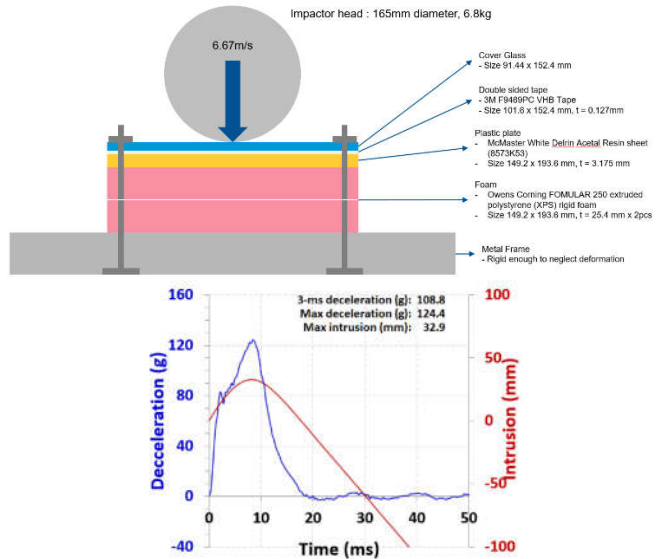 Impactor head : 165mm diameter, 6.8kg
6.67m/s
Cover Glass
- Size 91.44 x 152.4 mm
Double sided tape
- 3M F9469PC VHB Tape
- Size 101.6 x 152.4 mm, t = 0.127mm
Plastic plate
- McMaster White Delrin Acetal Resin sheet
(8573K53)
- Size 149.2 x 193.6 mm, t = 3.175 mm
Foam
- Owens Corning FOMULAR 250 extruded
polystyrene (XPS) rigid foam
- Size 149.2 x 193.6 mm, t = 25.4 mm x 2pcs
Metal Frame
- Rigid enough to neglect deformation
3-ms deceleration (g): 108.8
Max deceleration (g): 124.4
Max intrusion (mm): 32.9
Decceleration (g)
160
120
80
40
0
-40
Intrusion (mm)
100
50
0
-50
-100
0 10 20 30 40 50
Time (ms)